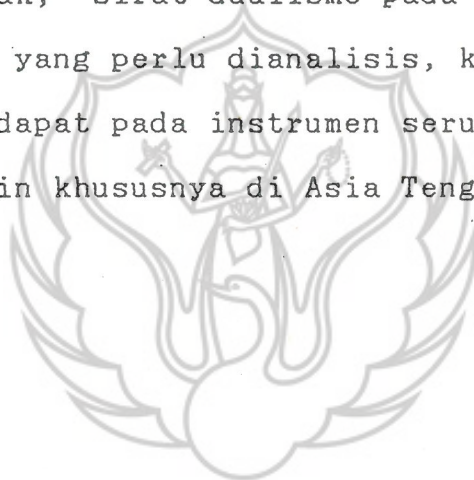 sifat dualisme pada
yang perlu dianalisis, k
dapat pada instrumen seru
in khususnya di Asia Teng